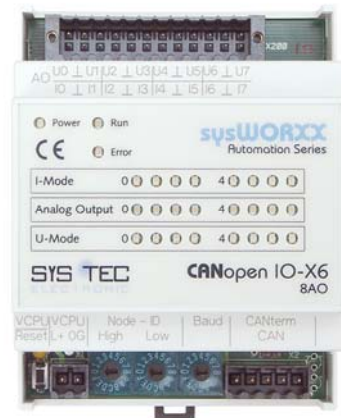 X200
AO U0 ⊥ U1 U2 ⊥ U3 U4 ⊥ U5 U6 ⊥ U7
I0 ⊥ I1 I2 ⊥ I3 I4 ⊥ I5 I6 ⊥ I7
Power Run
sysWORXX
CE Error Automation Series
I-Mode 0 4
Analog Output 0 4
U-Mode 0 4
SYS TEC CANopen IO-X6
ELECTRONIC 8AO
VCPU VCPU Node – ID Baud CANterm
Reset L+ 0G High Low CAN